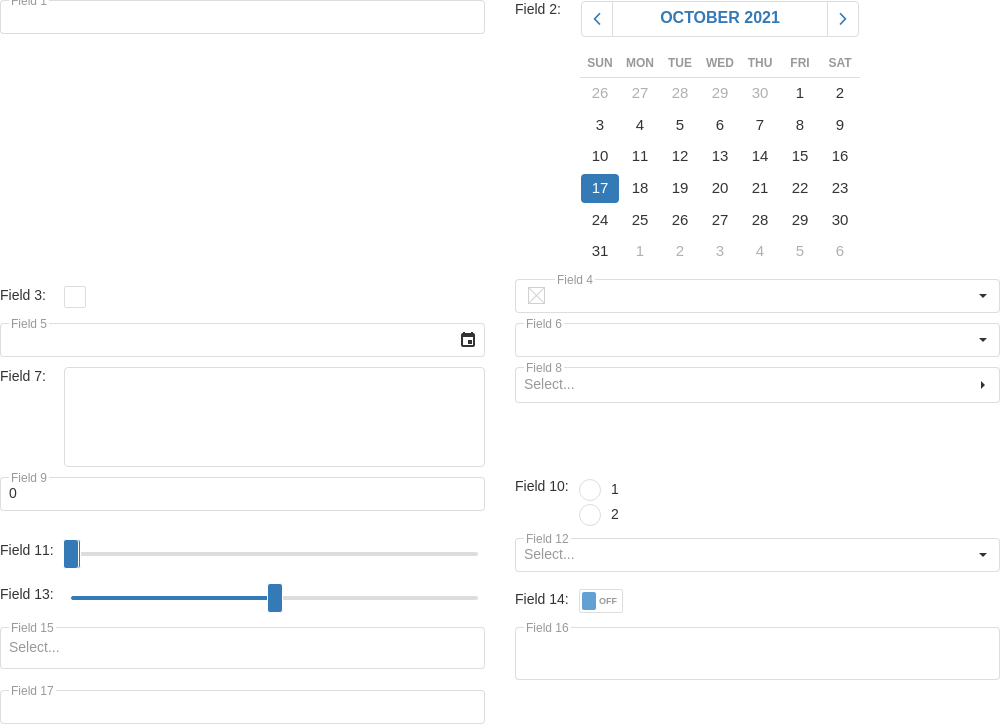 Field 1
Field 2:
OCTOBER 2021
SUN MON TUE WED THU FRI SAT
26 27 28 29 30 1 2
3 4 5 6 7 8 9
10 11 12 13 14 15 16
17 18 19 20 21 22 23
24 25 26 27 28 29 30
31 1 2 3 4 5 6
Field 3:
Field 4
Field 5
Field 6
Field 7:
Field 8
Select...
Field 9
0
Field 10:
1
2
Field 11:
Field 12
Select...
Field 13:
Field 14:
OFF
Field 15
Select...
Field 16
Field 17